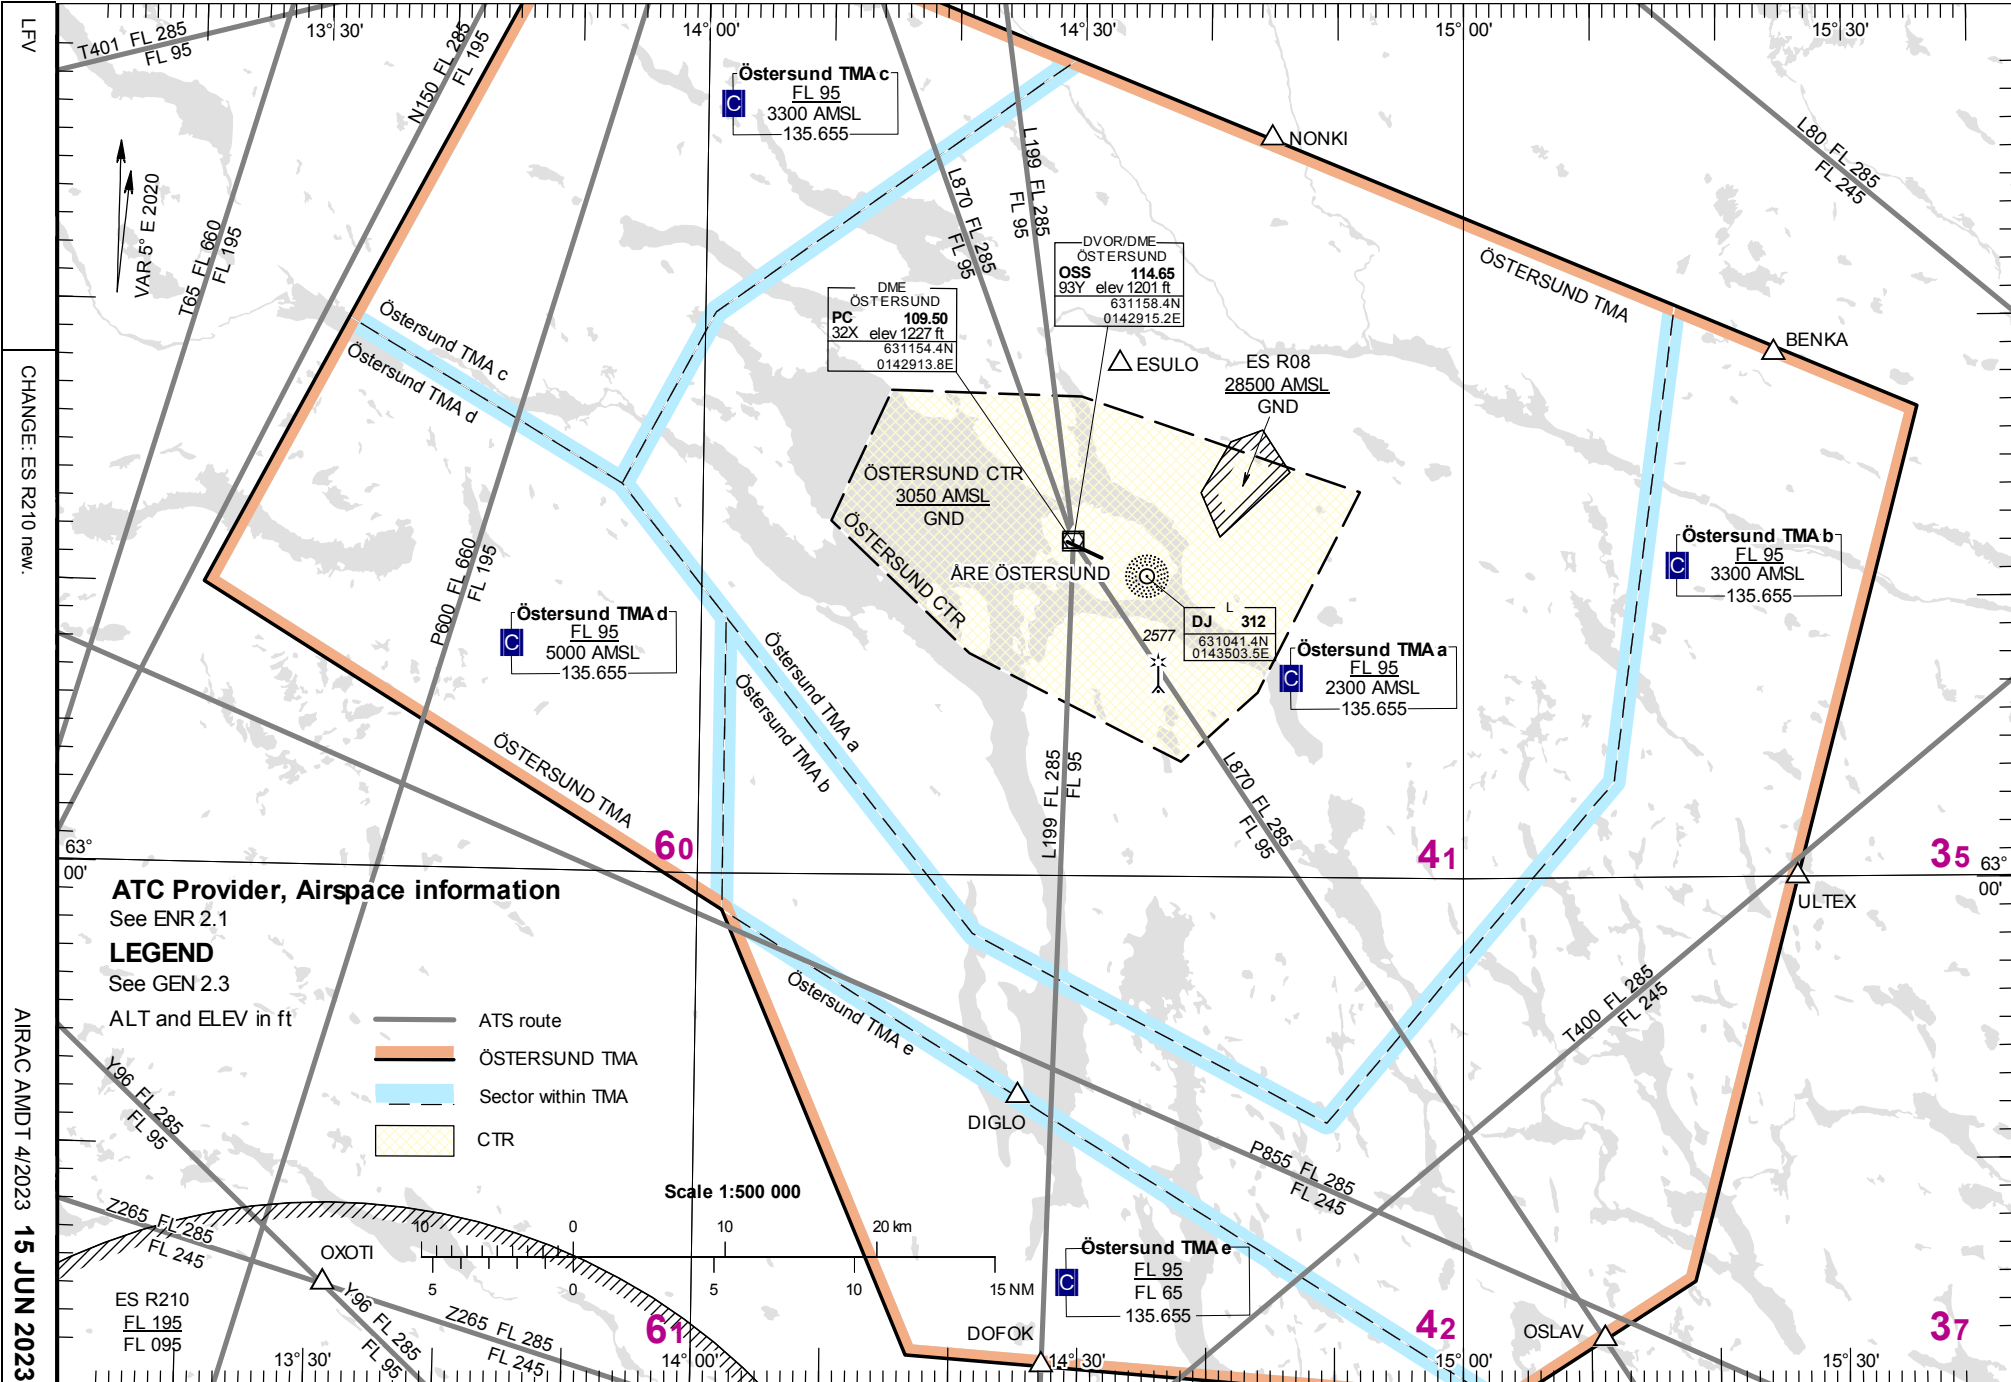 LFV
CHANGE: ES R210 new.
AIRAC AMDT 4/2023 15 JUN 2023
13°30'
14°00'
14°30'
15°00'
15°30'
T401 FL 285
FL 95
N150 FL 285
FL 195
VAR 5° E 2020
T65 FL 660
FL 195
Östersund TMA c
FL 95
3300 AMSL
135.655
C
L870 FL 285
FL 95
L199 FL 285
FL 95
NONKI
L80 FL 285
FL 245
ÖSTERSUND TMA
BENKA
DVOR/DME
ÖSTERSUND
OSS 114.65
93Y elev 1201 ft
631158.4N
0142915.2E
DME
ÖSTERSUND
PC 109.50
32X elev 1227 ft
631154.4N
0142913.8E
ESULO
ES R08
28500 AMSL
GND
Östersund TMA c
Östersund TMA d
ÖSTERSUND CTR
3050 AMSL
GND
ÖSTERSUND CTR
ÅRE ÖSTERSUND
P600 FL 660
FL 195
Östersund TMA d
FL 95
5000 AMSL
135.655
C
Östersund TMA b
FL 95
3300 AMSL
135.655
C
L
DJ 312
631041.4N
0143503.5E
2577
Östersund TMA a
FL 95
2300 AMSL
135.655
C
Östersund TMA a
Östersund TMA b
ÖSTERSUND TMA
L199 FL 285
FL 95
L870 FL 285
FL 95
60
41
35
63°
00'
63°
00'
ULTEX
ATC Provider, Airspace information
See ENR 2.1
LEGEND
See GEN 2.3
ALT and ELEV in ft
ATS route
ÖSTERSUND TMA
Sector within TMA
CTR
Östersund TMA e
T400 FL 285
FL 245
Y96 FL 285
FL 95
DIGLO
P855 FL 285
FL 245
Scale 1:500 000
10 0 10 20 km
5 0 5 10 15 NM
Z265 FL 285
FL 245
OXOTI
ES R210
FL 195
FL 095
Y96 FL 285
FL 95
Z265 FL 285
FL 245
Östersund TMA e
FL 95
FL 65
135.655
C
DOFOK
OSLAV
61
42
37
13°30'
14°00'
14°30'
15°00'
15°30'